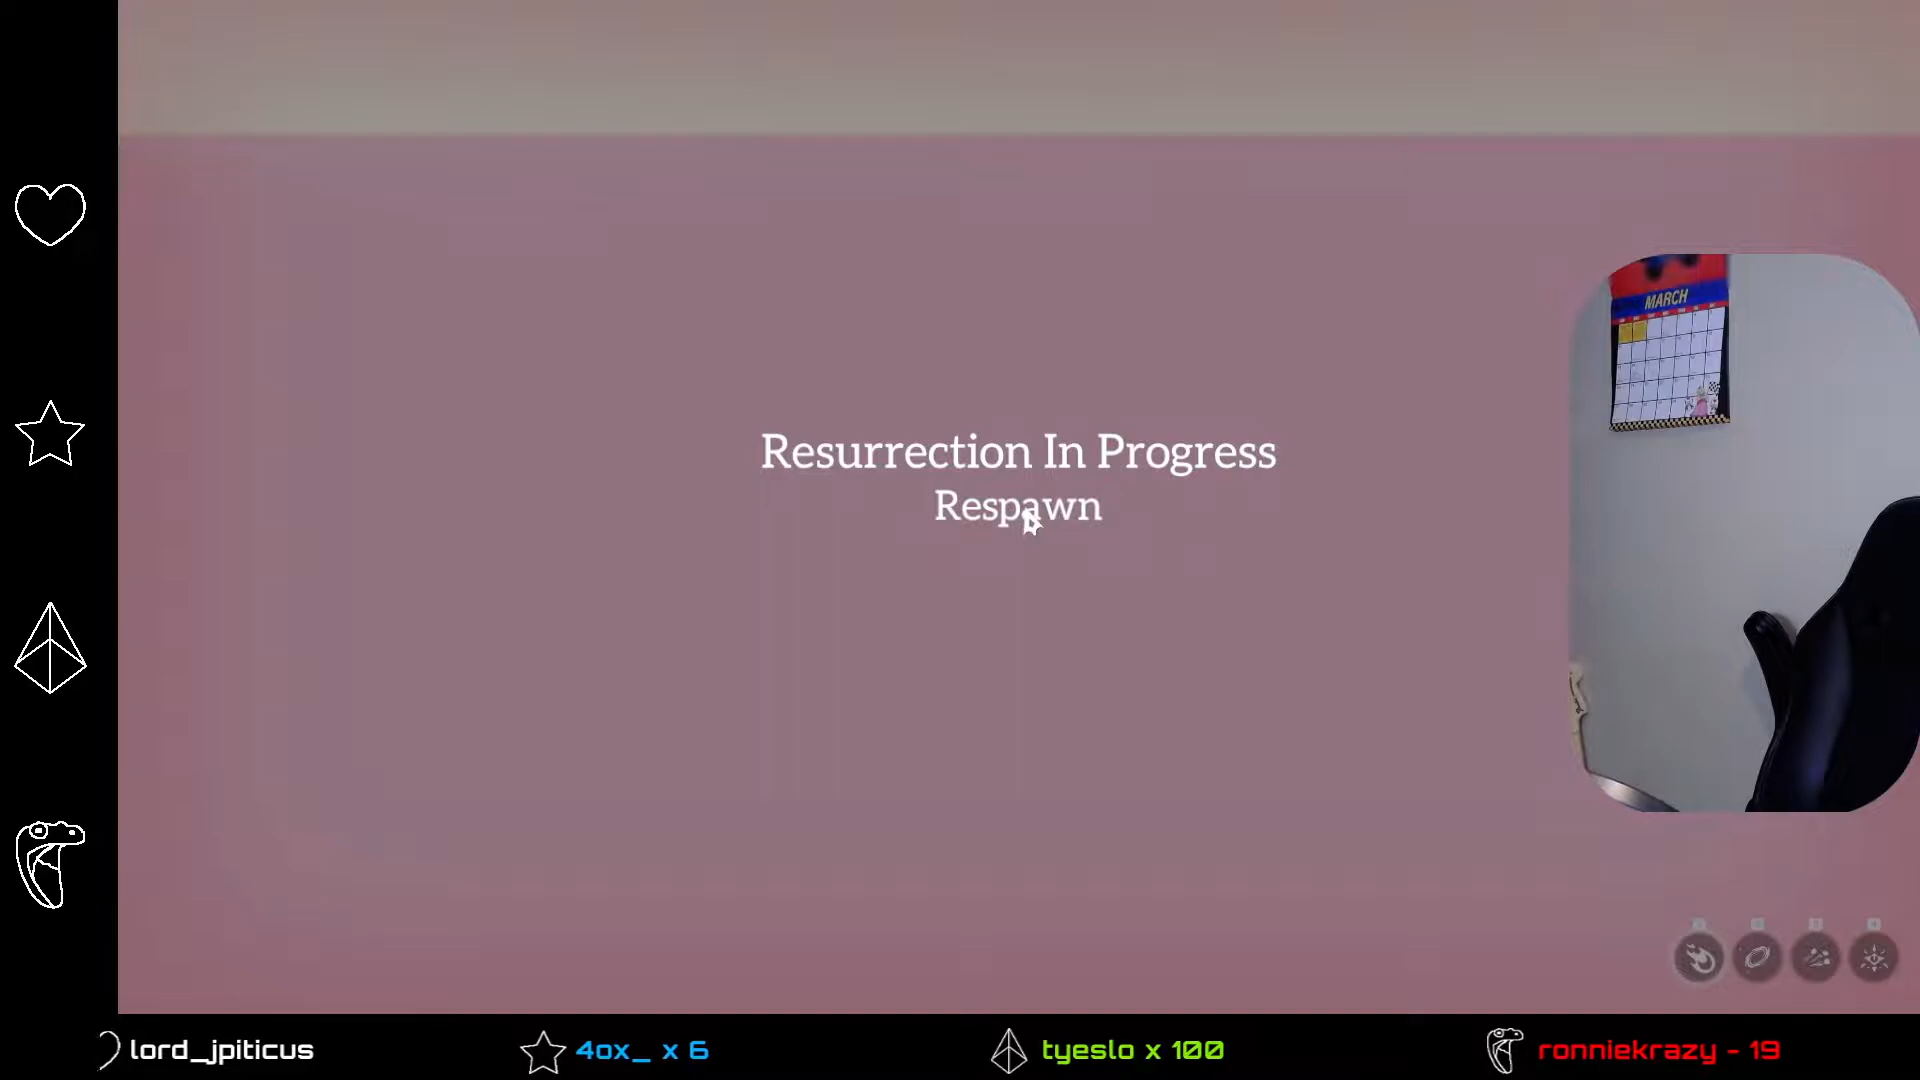 MARCH
Resurrection In Progress
Respawn
lord_jpiticus
4ox_ x 6
tyeslo x 100
ronniekrazy - 19